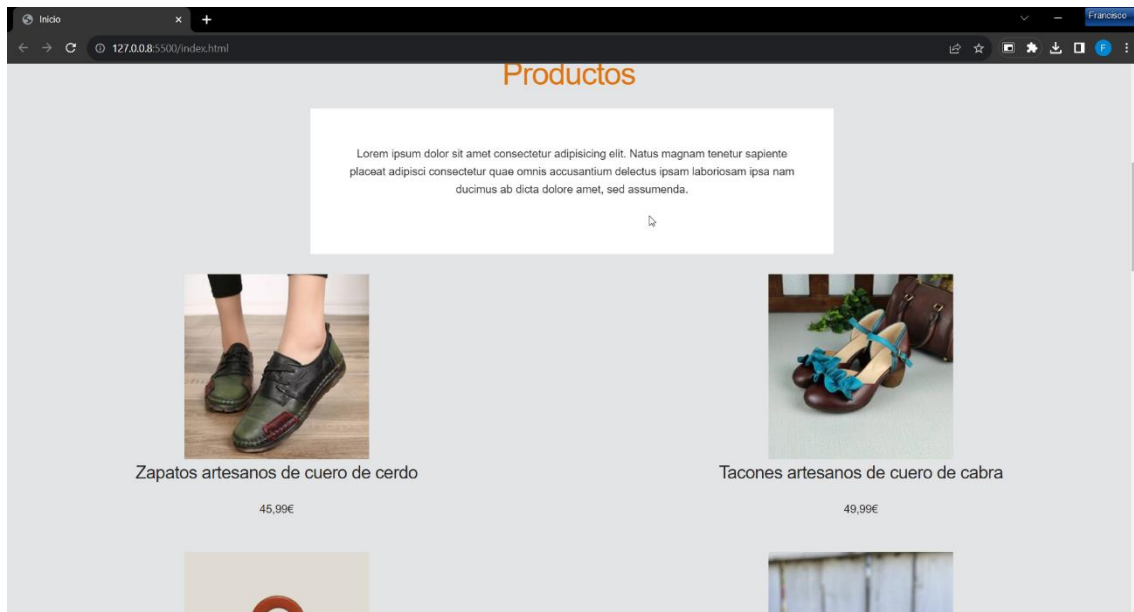 Inicio
Francisco
127.0.0.8:5500/index.html
F
Productos
Lorem ipsum dolor sit amet consectetur adipisicing elit. Natus magnam tenetur sapiente
placeat adipisci consectetur quae omnis accusantium delectus ipsam laboriosam ipsa nam
ducimus ab dicta dolore amet, sed assumenda.
Zapatos artesanos de cuero de cerdo
Tacones artesanos de cuero de cabra
45,99€
49,99€